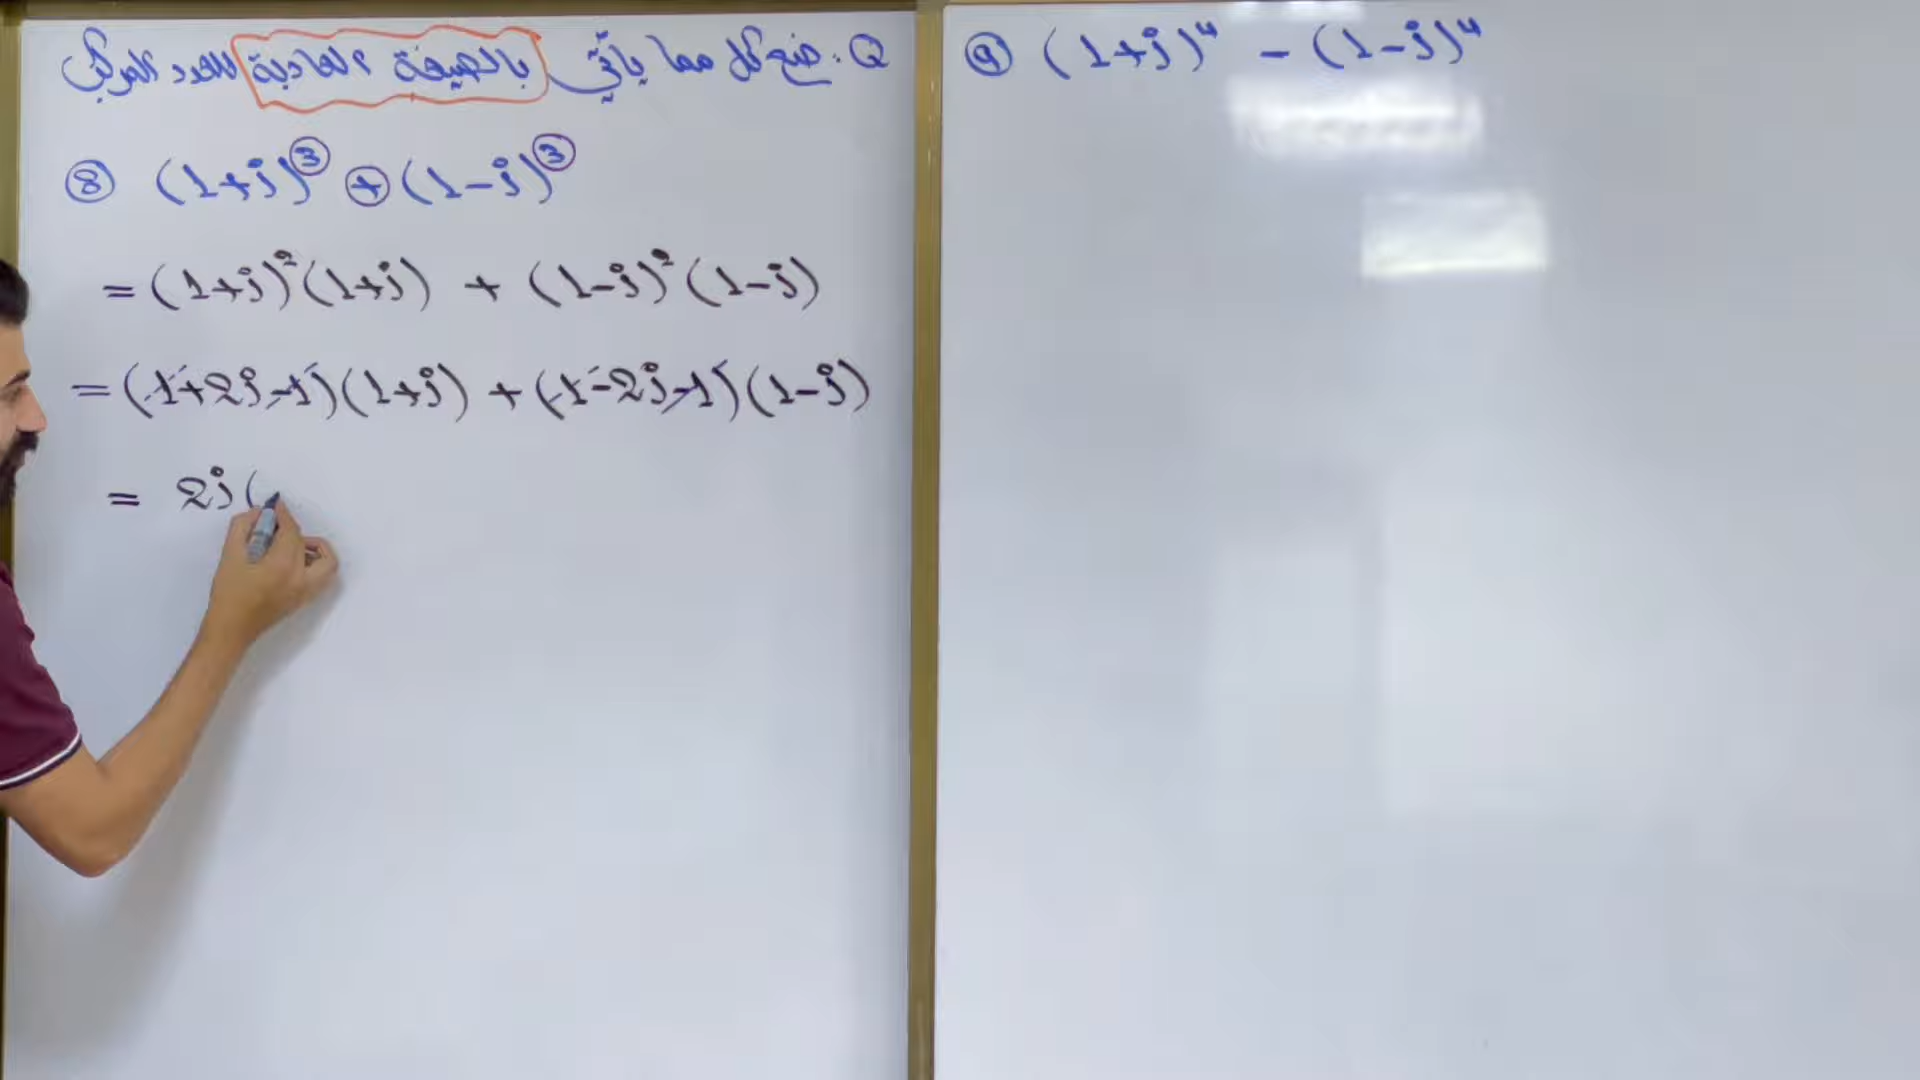 Q. ضع كل مما يأتي بالصيغة العادية للعدد المركب
⑧ (1+i)³ + (1-i)³
= (1+i)²(1+i) + (1-i)²(1-i)
= (1+2i-1)(1+i) + (1-2i-1)(1-i)
= 2i(
⑨ (1+i)⁴ - (1-i)⁴